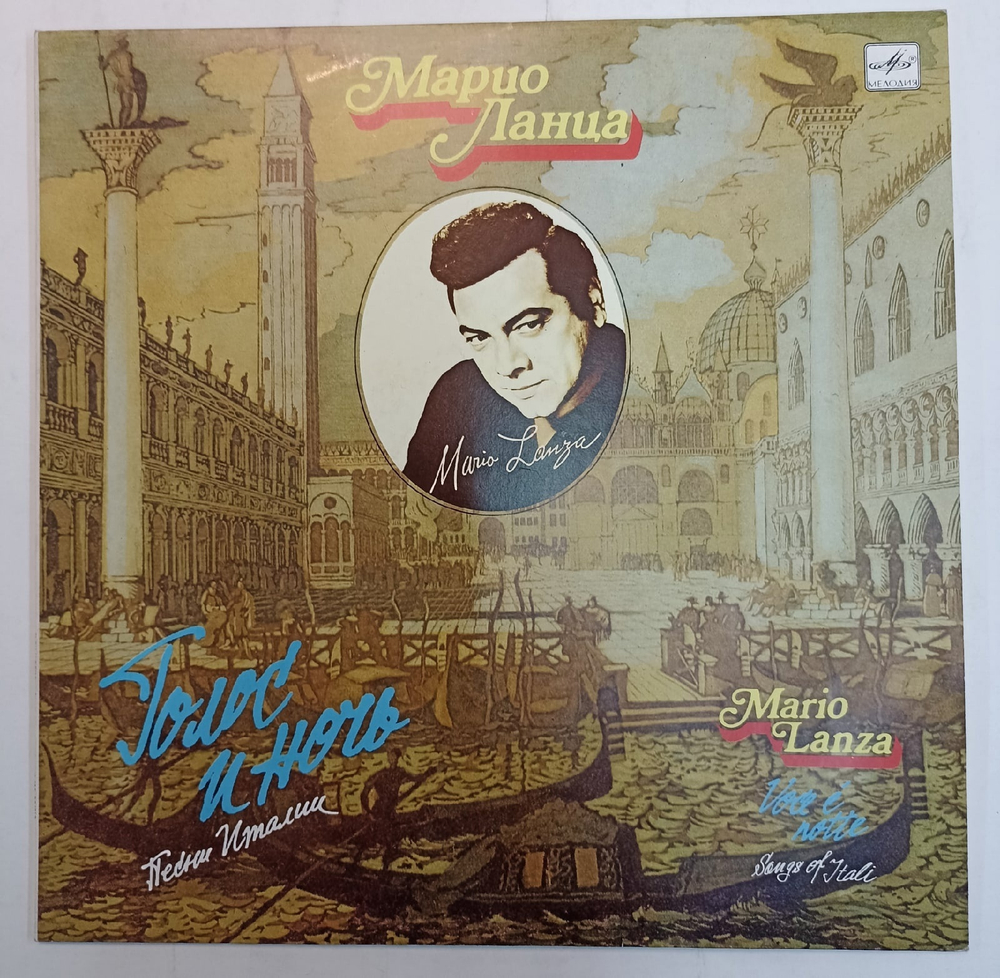 Марио
Ланца
МЕЛОДИЯ
Mario Lanza
Голос
и ночь
Песни Италии
Mario
Lanza
Voce è
notte
Songs of Itali